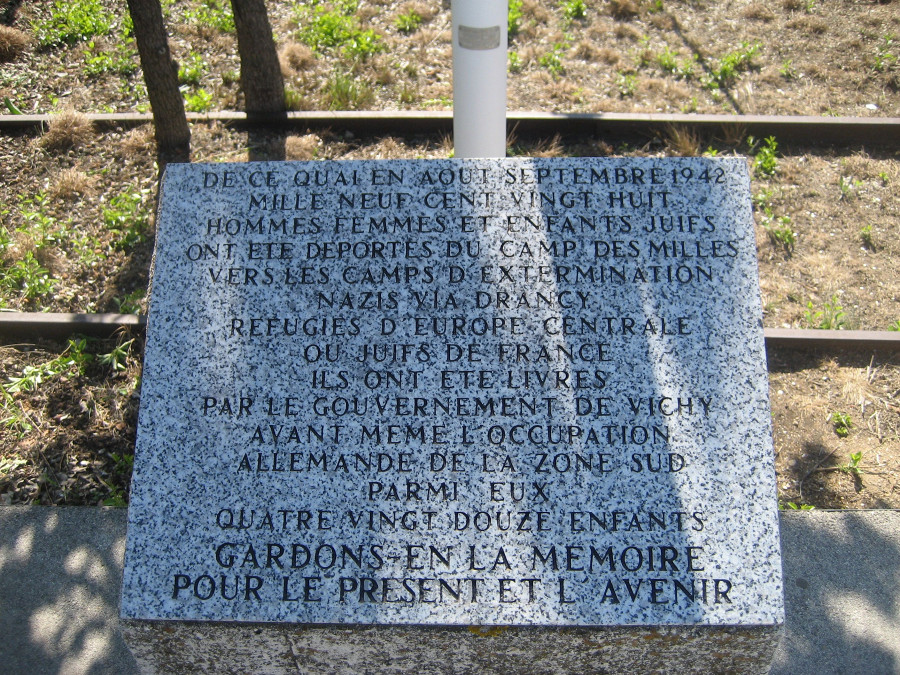 DE CE QUAI EN AOUT SEPTEMBRE 1942
MILLE NEUF CENT VINGT HUIT
HOMMES FEMMES ET ENFANTS JUIFS
ONT ETE DEPORTES DU CAMP DES MILLES
VERS LES CAMPS D EXTERMINATION
NAZIS VIA DRANCY
REFUGIES D EUROPE CENTRALE
OU JUIFS DE FRANCE
ILS ONT ETE LIVRES
PAR LE GOUVERNEMENT DE VICHY
AVANT MEME L'OCCUPATION
ALLEMANDE DE LA ZONE SUD
PARMI EUX
QUATRE VINGT DOUZE ENFANTS
GARDONS-EN LA MEMOIRE
POUR LE PRESENT ET L AVENIR